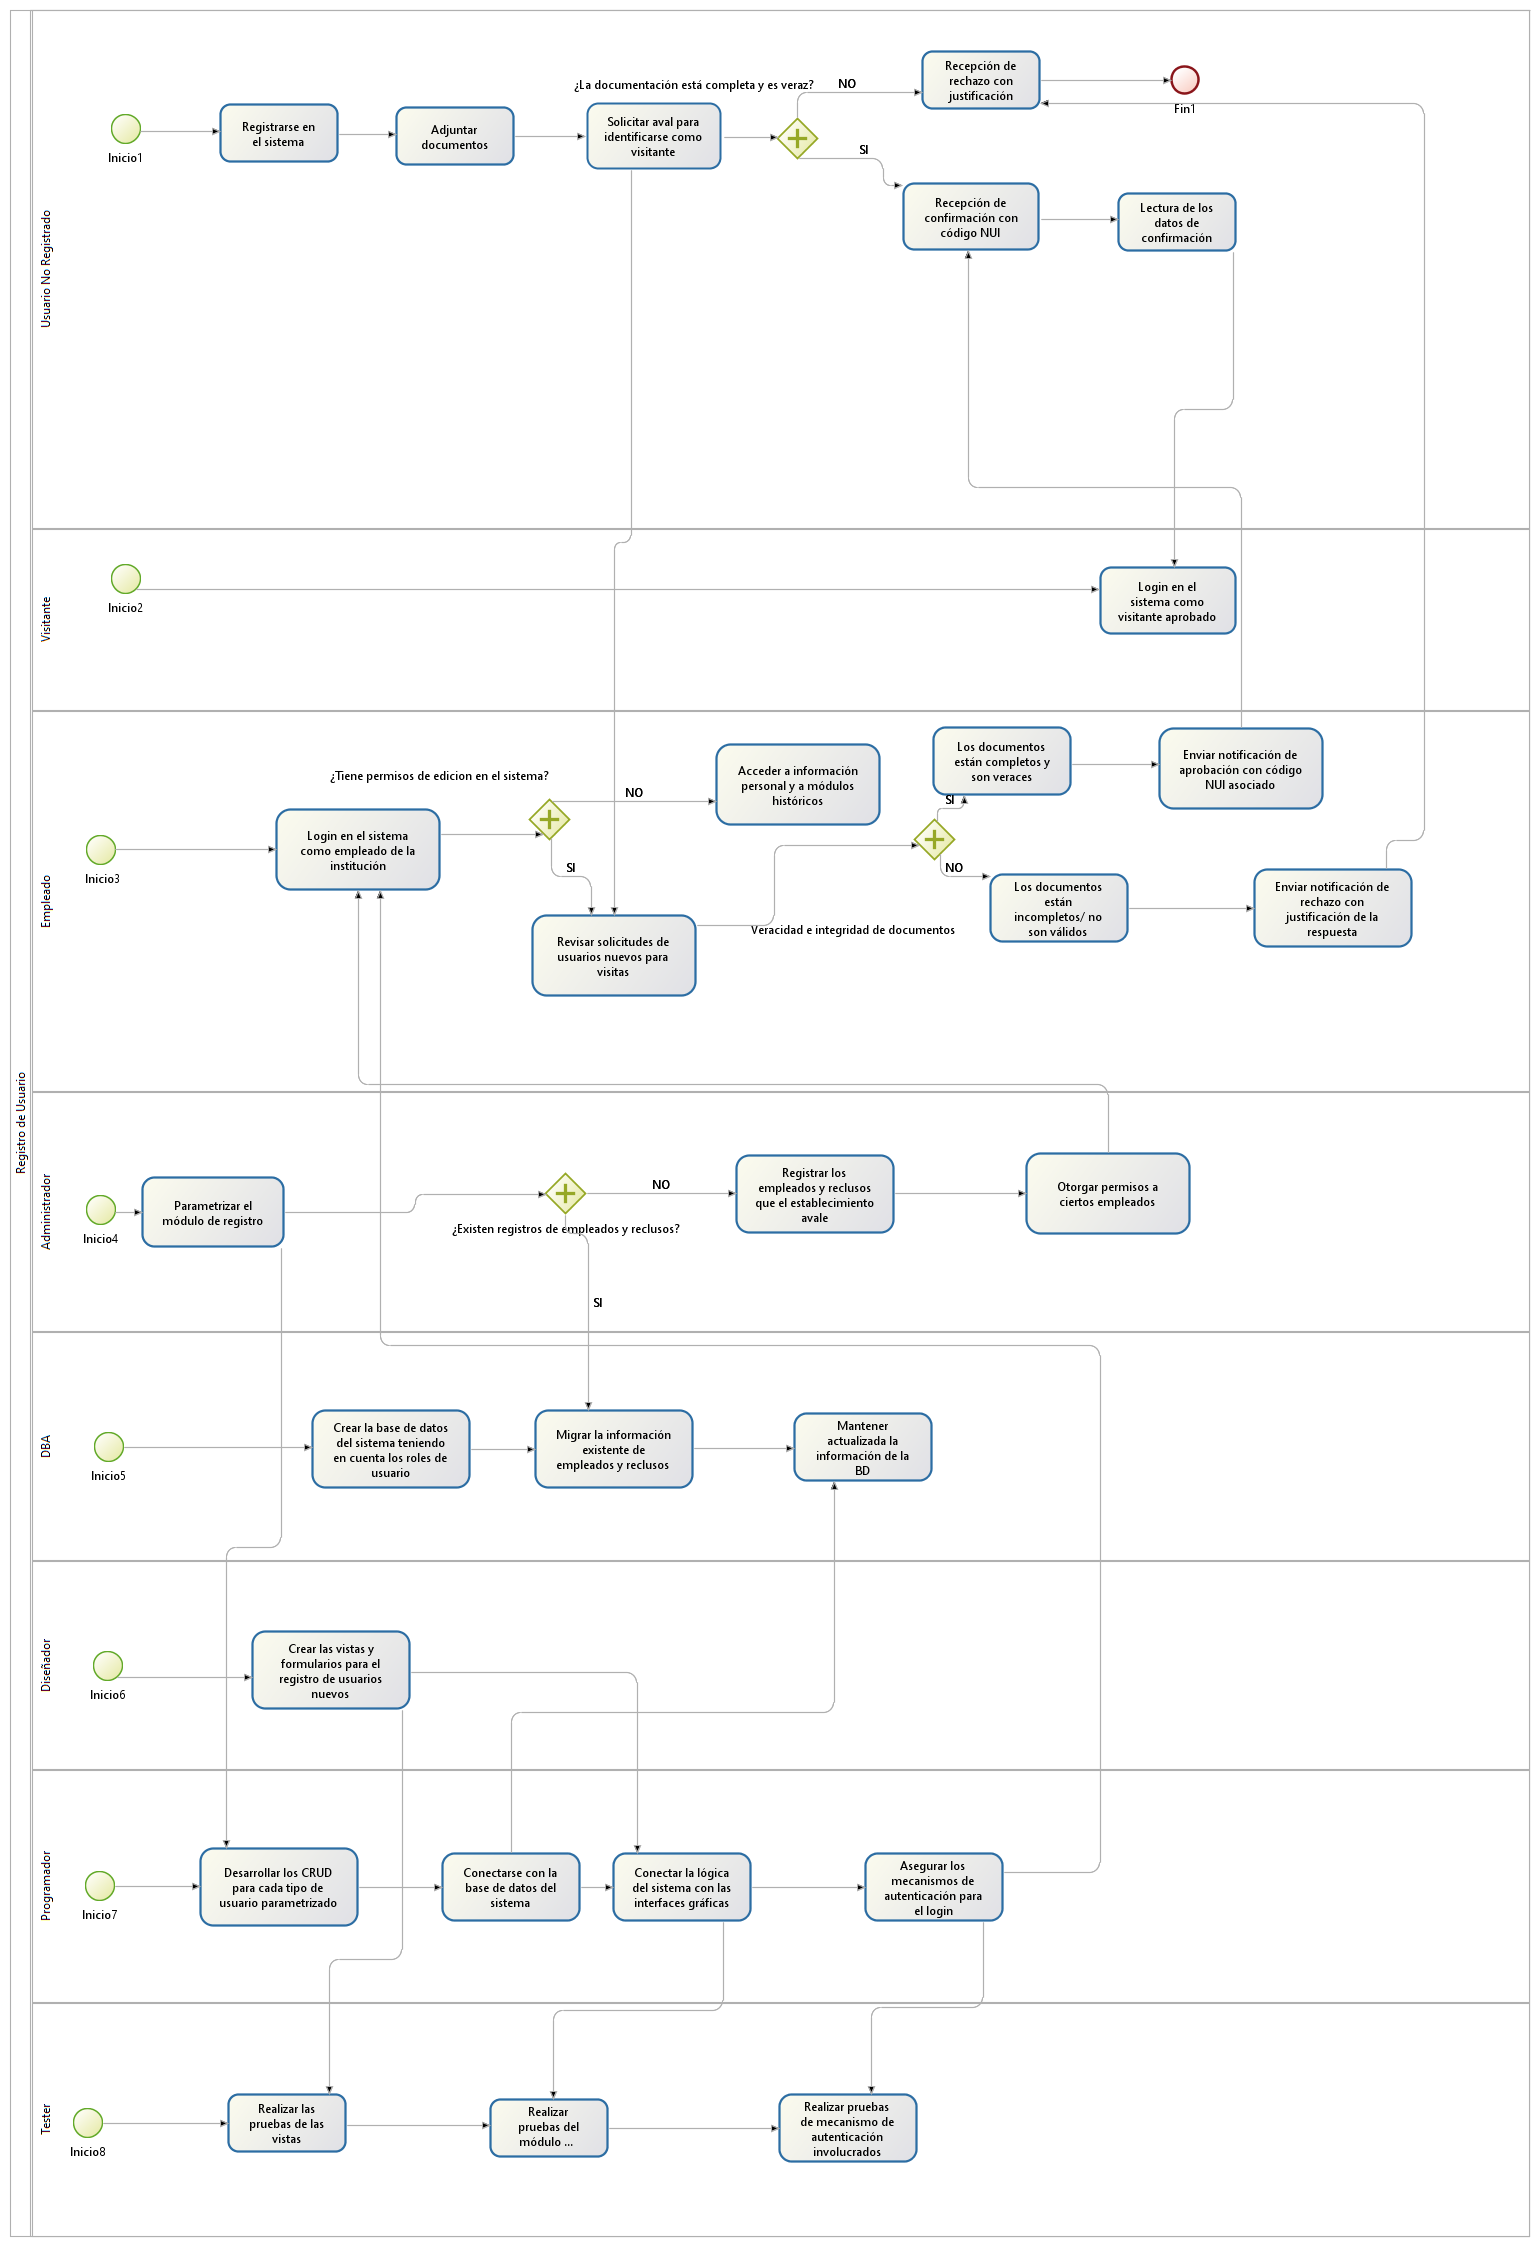 Registro de Usuario
Usuario No Registrado
Inicio1
Registrarse en
el sistema
Adjuntar
documentos
Solicitar aval para
identificarse como
visitante
¿La documentación está completa y es veraz?
NO
SI
Recepción de
rechazo con
justificación
Fin1
Recepción de
confirmación con
código NUI
Lectura de los
datos de
confirmación
Visitante
Inicio2
Login en el
sistema como
visitante aprobado
Empleado
Inicio3
Login en el sistema
como empleado de la
institución
¿Tiene permisos de edicion en el sistema?
NO
SI
Acceder a información
personal y a módulos
históricos
Revisar solicitudes de
usuarios nuevos para
visitas
Veracidad e integridad de documentos
SI
NO
Los documentos
están completos y
son veraces
Enviar notificación de
aprobación con código
NUI asociado
Los documentos
están
incompletos/ no
son válidos
Enviar notificación de
rechazo con
justificación de la
respuesta
Administrador
Inicio4
Parametrizar el
módulo de registro
¿Existen registros de empleados y reclusos?
NO
SI
Registrar los
empleados y reclusos
que el establecimiento
avale
Otorgar permisos a
ciertos empleados
DBA
Inicio5
Crear la base de datos
del sistema teniendo
en cuenta los roles de
usuario
Migrar la información
existente de
empleados y reclusos
Mantener
actualizada la
información de la
BD
Diseñador
Inicio6
Crear las vistas y
formularios para el
registro de usuarios
nuevos
Programador
Inicio7
Desarrollar los CRUD
para cada tipo de
usuario parametrizado
Conectarse con la
base de datos del
sistema
Conectar la lógica
del sistema con las
interfaces gráficas
Asegurar los
mecanismos de
autenticación para
el login
Tester
Inicio8
Realizar las
pruebas de las
vistas
Realizar
pruebas del
módulo ...
Realizar pruebas
de mecanismo de
autenticación
involucrados